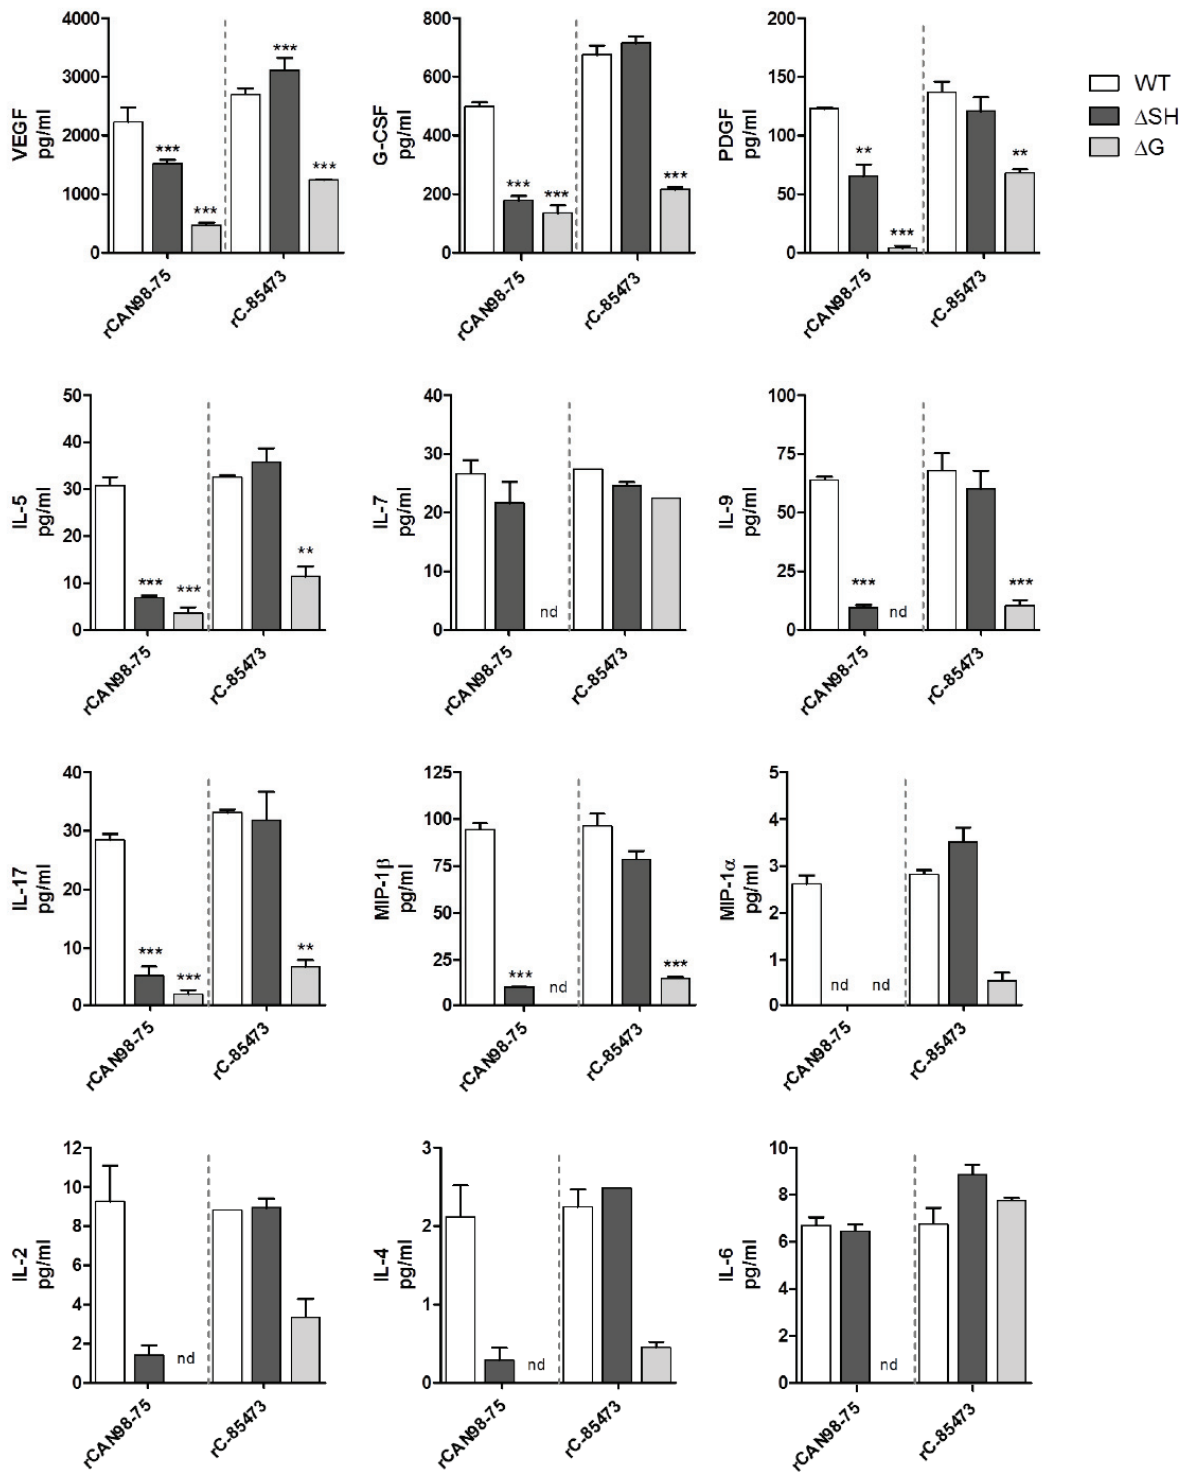 VEGF
pg/ml
4000
3000
2000
1000
0
***
***
***
***
rCAN98-75
rC-85473
G-CSF
pg/ml
800
600
400
200
0
***
***
***
rCAN98-75
rC-85473
PDGF
pg/ml
200
150
100
50
0
**
***
**
rCAN98-75
rC-85473
WT
ΔSH
ΔG
IL-5
pg/ml
50
40
30
20
10
0
***
***
**
rCAN98-75
rC-85473
IL-7
pg/ml
40
30
20
10
0
nd
rCAN98-75
rC-85473
IL-9
pg/ml
100
75
50
25
0
***
nd
***
rCAN98-75
rC-85473
IL-17
pg/ml
40
30
20
10
0
***
***
**
rCAN98-75
rC-85473
MIP-1β
pg/ml
125
100
75
50
25
0
***
nd
***
rCAN98-75
rC-85473
MIP-1α
pg/ml
5
4
3
2
1
0
nd
nd
rCAN98-75
rC-85473
IL-2
pg/ml
12
10
8
6
4
2
0
nd
rCAN98-75
rC-85473
IL-4
pg/ml
3
2
1
0
nd
rCAN98-75
rC-85473
IL-6
pg/ml
10
8
6
4
2
0
nd
rCAN98-75
rC-85473